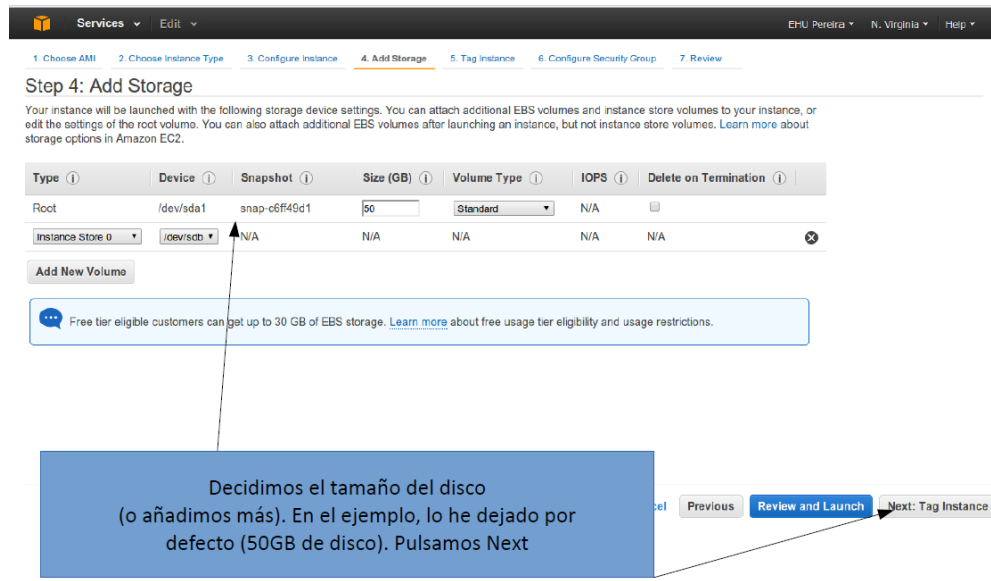 Services Edit EHU Pereira N. Virginia Help
1. Choose AMI 2. Choose Instance Type 3. Configure Instance 4. Add Storage 5. Tag Instance 6. Configure Security Group 7. Review
Step 4: Add Storage
Your instance will be launched with the following storage device settings. You can attach additional EBS volumes and instance store volumes to your instance, or
edit the settings of the root volume. You can also attach additional EBS volumes after launching an instance, but not instance store volumes. Learn more about
storage options in Amazon EC2.
Type Device Snapshot Size (GB) Volume Type IOPS Delete on Termination
Root /dev/sda1 snap-c6ff49d1 50 Standard N/A
Instance Store 0 /dev/sdb N/A N/A N/A N/A N/A
Add New Volume
Free tier eligible customers can get up to 30 GB of EBS storage. Learn more about free usage tier eligibility and usage restrictions.
Decidimos el tamaño del disco
(o añadimos más). En el ejemplo, lo he dejado por
defecto (50GB de disco). Pulsamos Next
Previous Review and Launch Next: Tag Instance